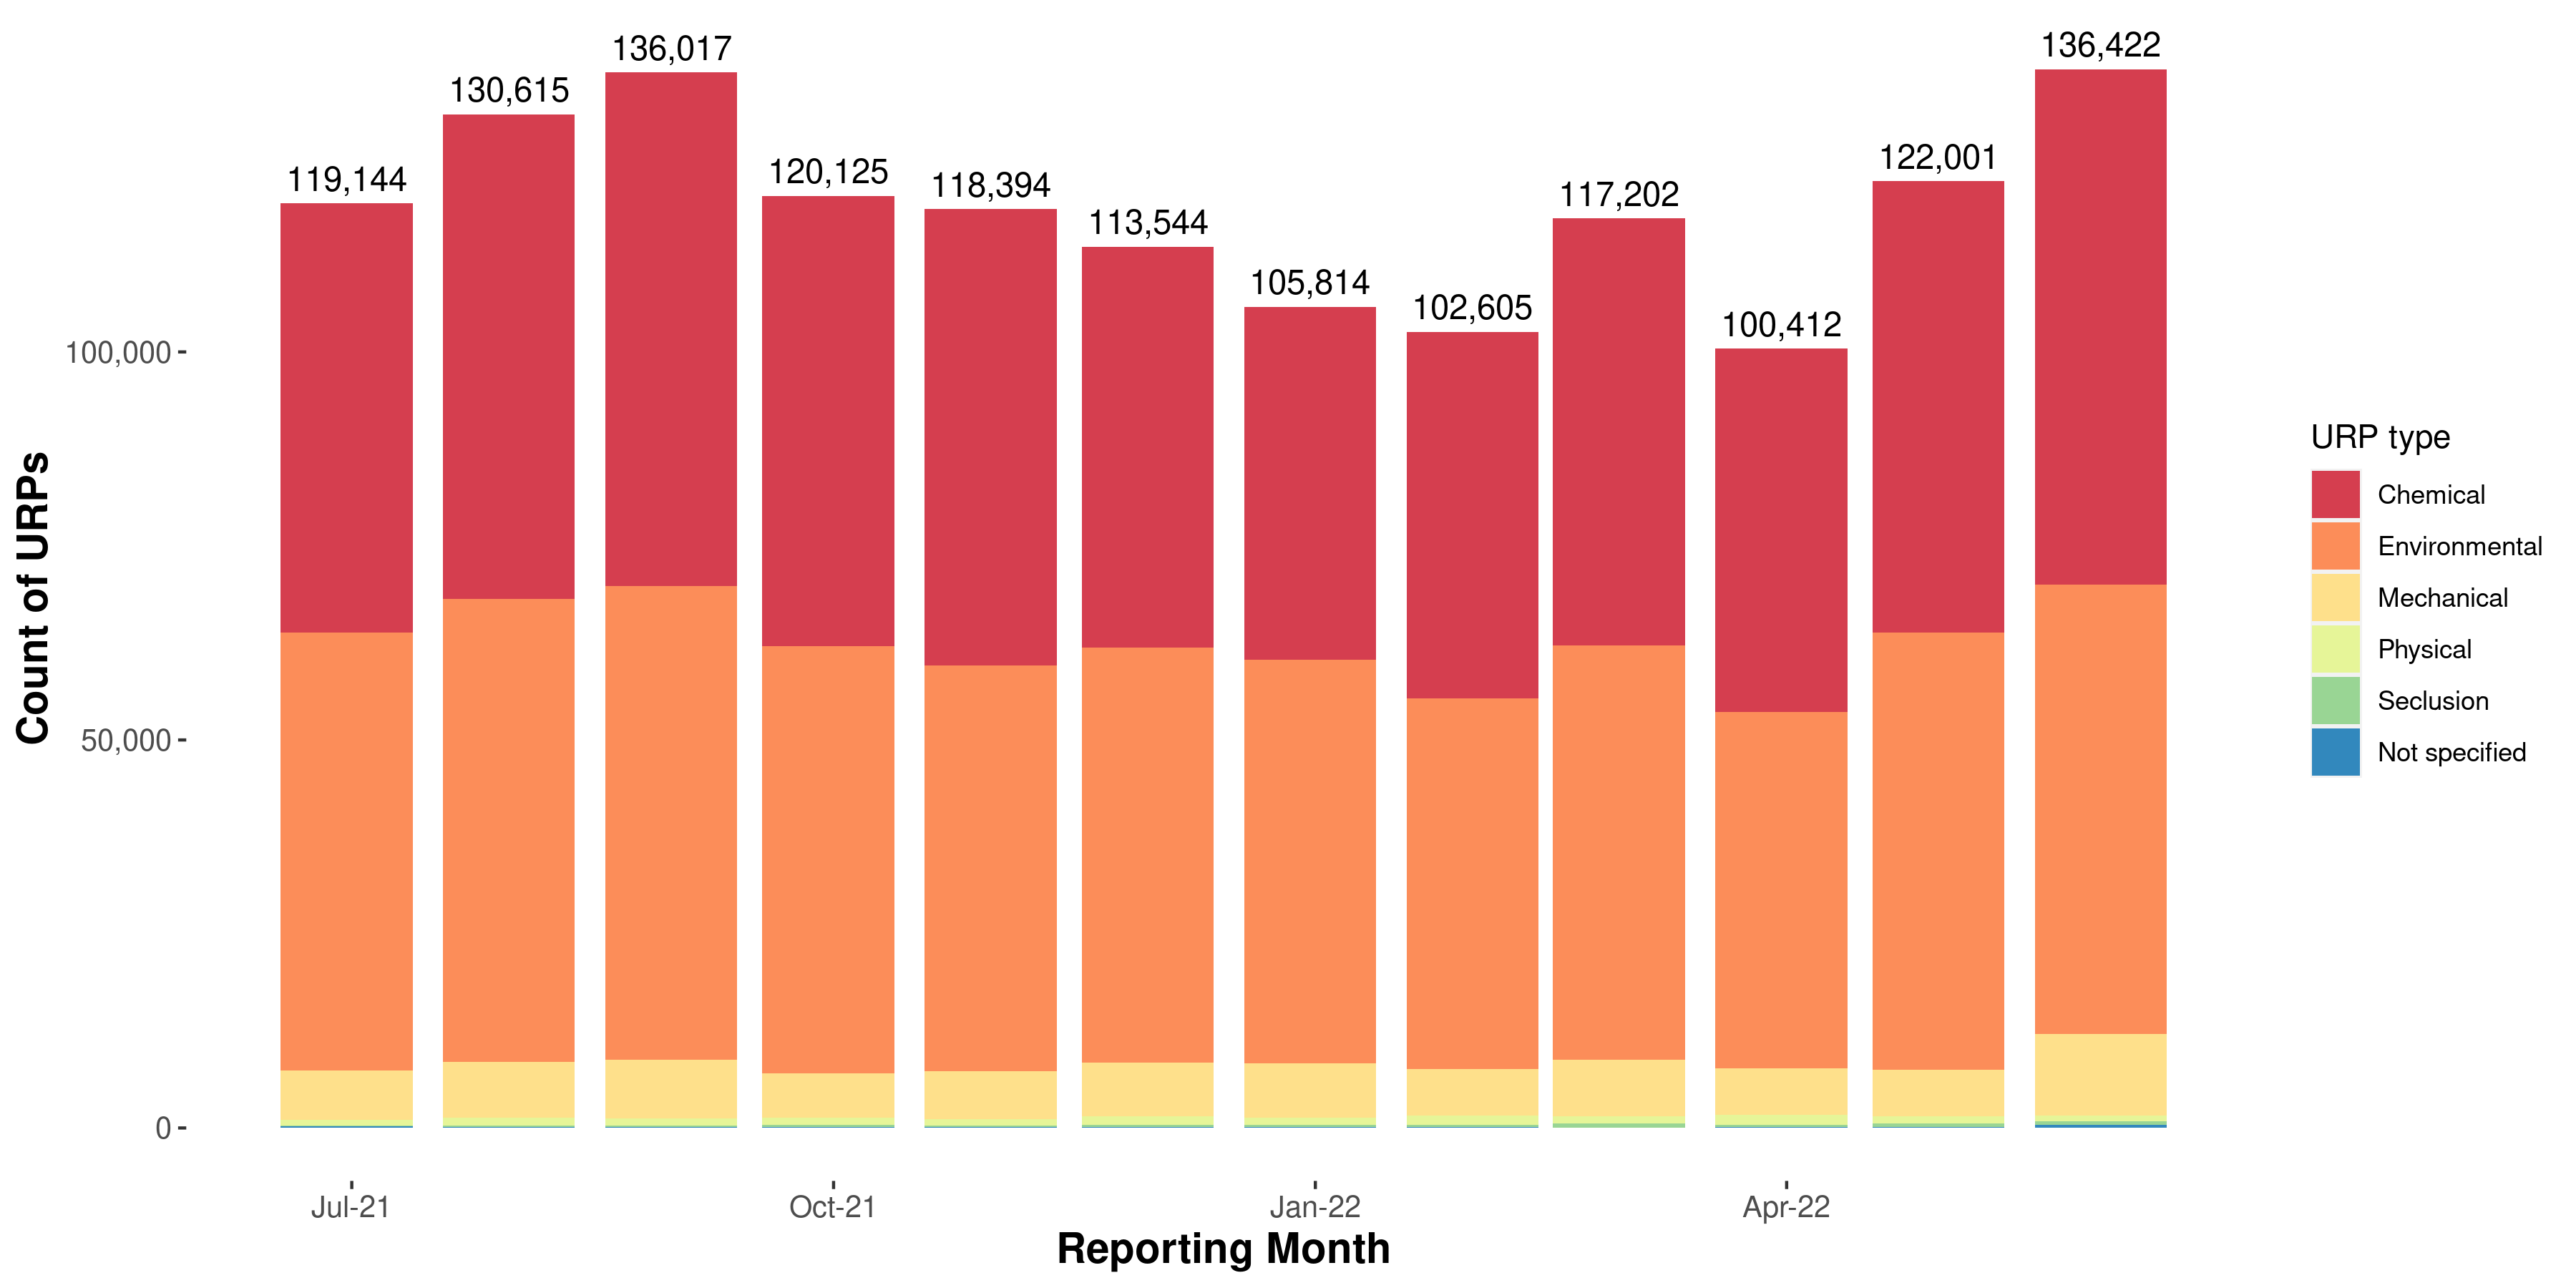 136,017
136,422
130,615
122,001
120,125
119,144
118,394
117,202
113,544
105,814
102,605
100,412
100,000
50,000
0
Count of URPs
Jul-21
Oct-21
Jan-22
Apr-22
Reporting Month
URP type
Chemical
Environmental
Mechanical
Physical
Seclusion
Not specified